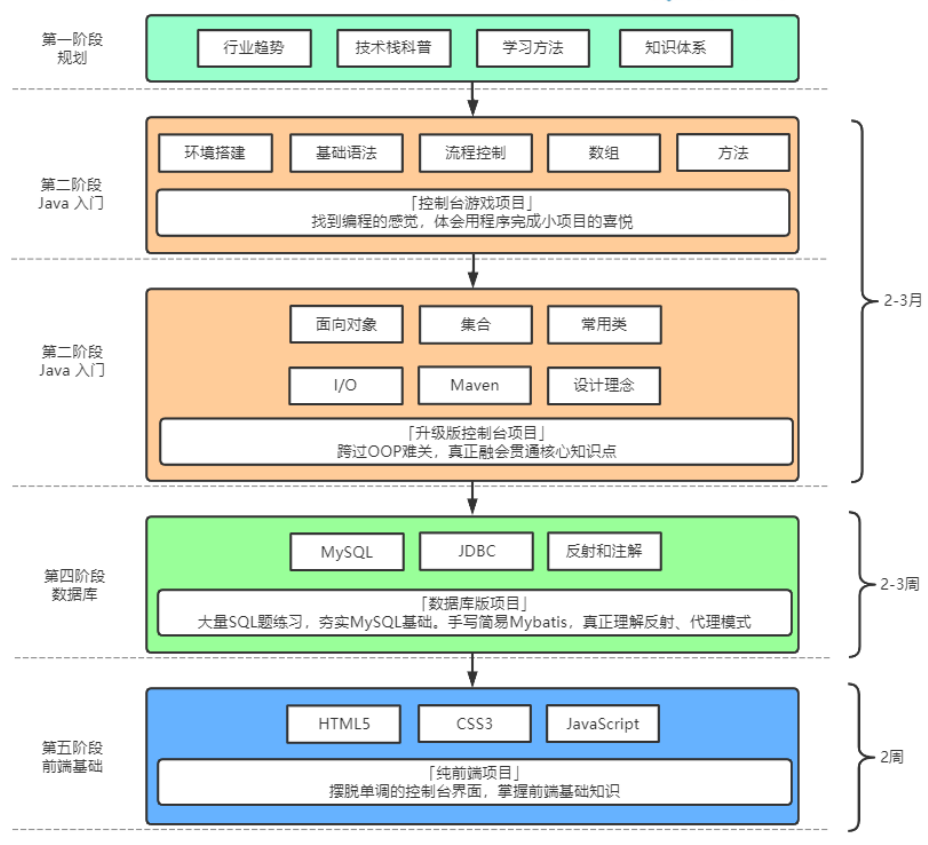 第一阶段
规划
行业趋势
技术栈科普
学习方法
知识体系
第二阶段
Java 入门
环境搭建
基础语法
流程控制
数组
方法
「控制台游戏项目」
找到编程的感觉，体会用程序完成小项目的喜悦
第二阶段
Java 入门
面向对象
集合
常用类
I/O
Maven
设计理念
「升级版控制台项目」
跨过OOP难关，真正融会贯通核心知识点
2-3月
第四阶段
数据库
MySQL
JDBC
反射和注解
「数据库版项目」
大量SQL题练习，夯实MySQL基础。手写简易Mybatis，真正理解反射、代理模式
2-3周
第五阶段
前端基础
HTML5
CSS3
JavaScript
「纯前端项目」
摆脱单调的控制台界面，掌握前端基础知识
2周